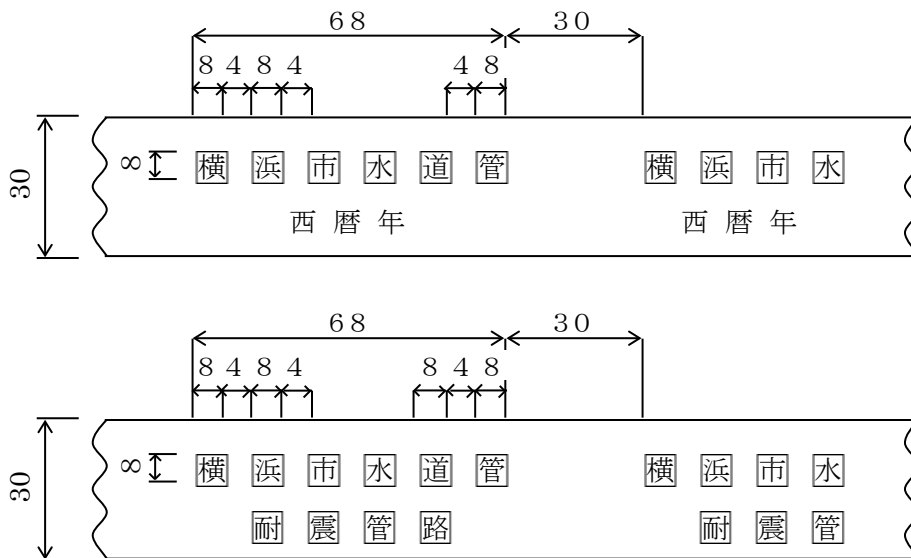 68 30
8 4 8 4 4 8
30 8 横浜市水道管 横浜市水
西暦年 西暦年
68 30
8 4 8 4 8 4 8
30 8 横浜市水道管 横浜市水
耐震管路 耐震管